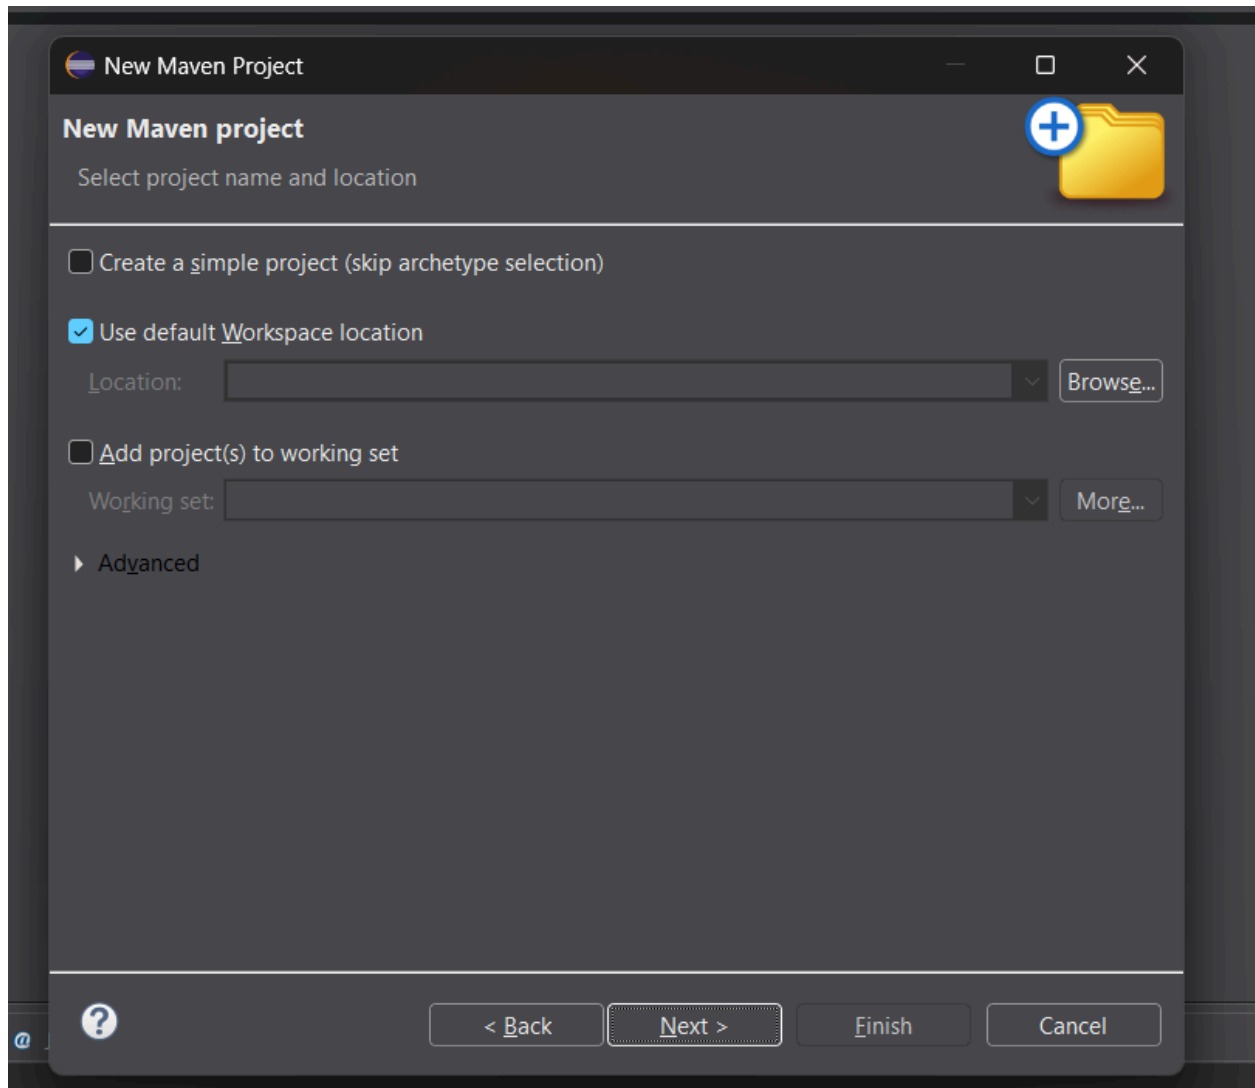 New Maven Project
New Maven project
Select project name and location
Create a simple project (skip archetype selection)
Use default Workspace location
Location:
Browse...
Add project(s) to working set
Working set:
More...
Advanced
@
< Back
Next >
Finish
Cancel